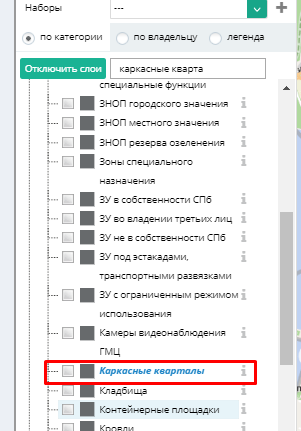 Наборы
---
по категории
по владельцу
легенда
Отключить слои
каркасные кварта
специальные функции
ЗНОП городского значения
ЗНОП местного значения
ЗНОП резерва озеленения
Зоны специального
назначения
ЗУ в собственности СПб
ЗУ во владении третьих лиц
ЗУ не в собственности СПб
ЗУ под эстакадами,
транспортными развязками
ЗУ с ограниченным режимом
использования
Камеры видеонаблюдения
ГМЦ
Каркасные кварталы
Кладбища
Контейнерные площадки
Кровли